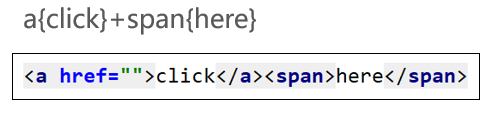 a{click}+span{here}
<a href="">click</a><span>here</span>